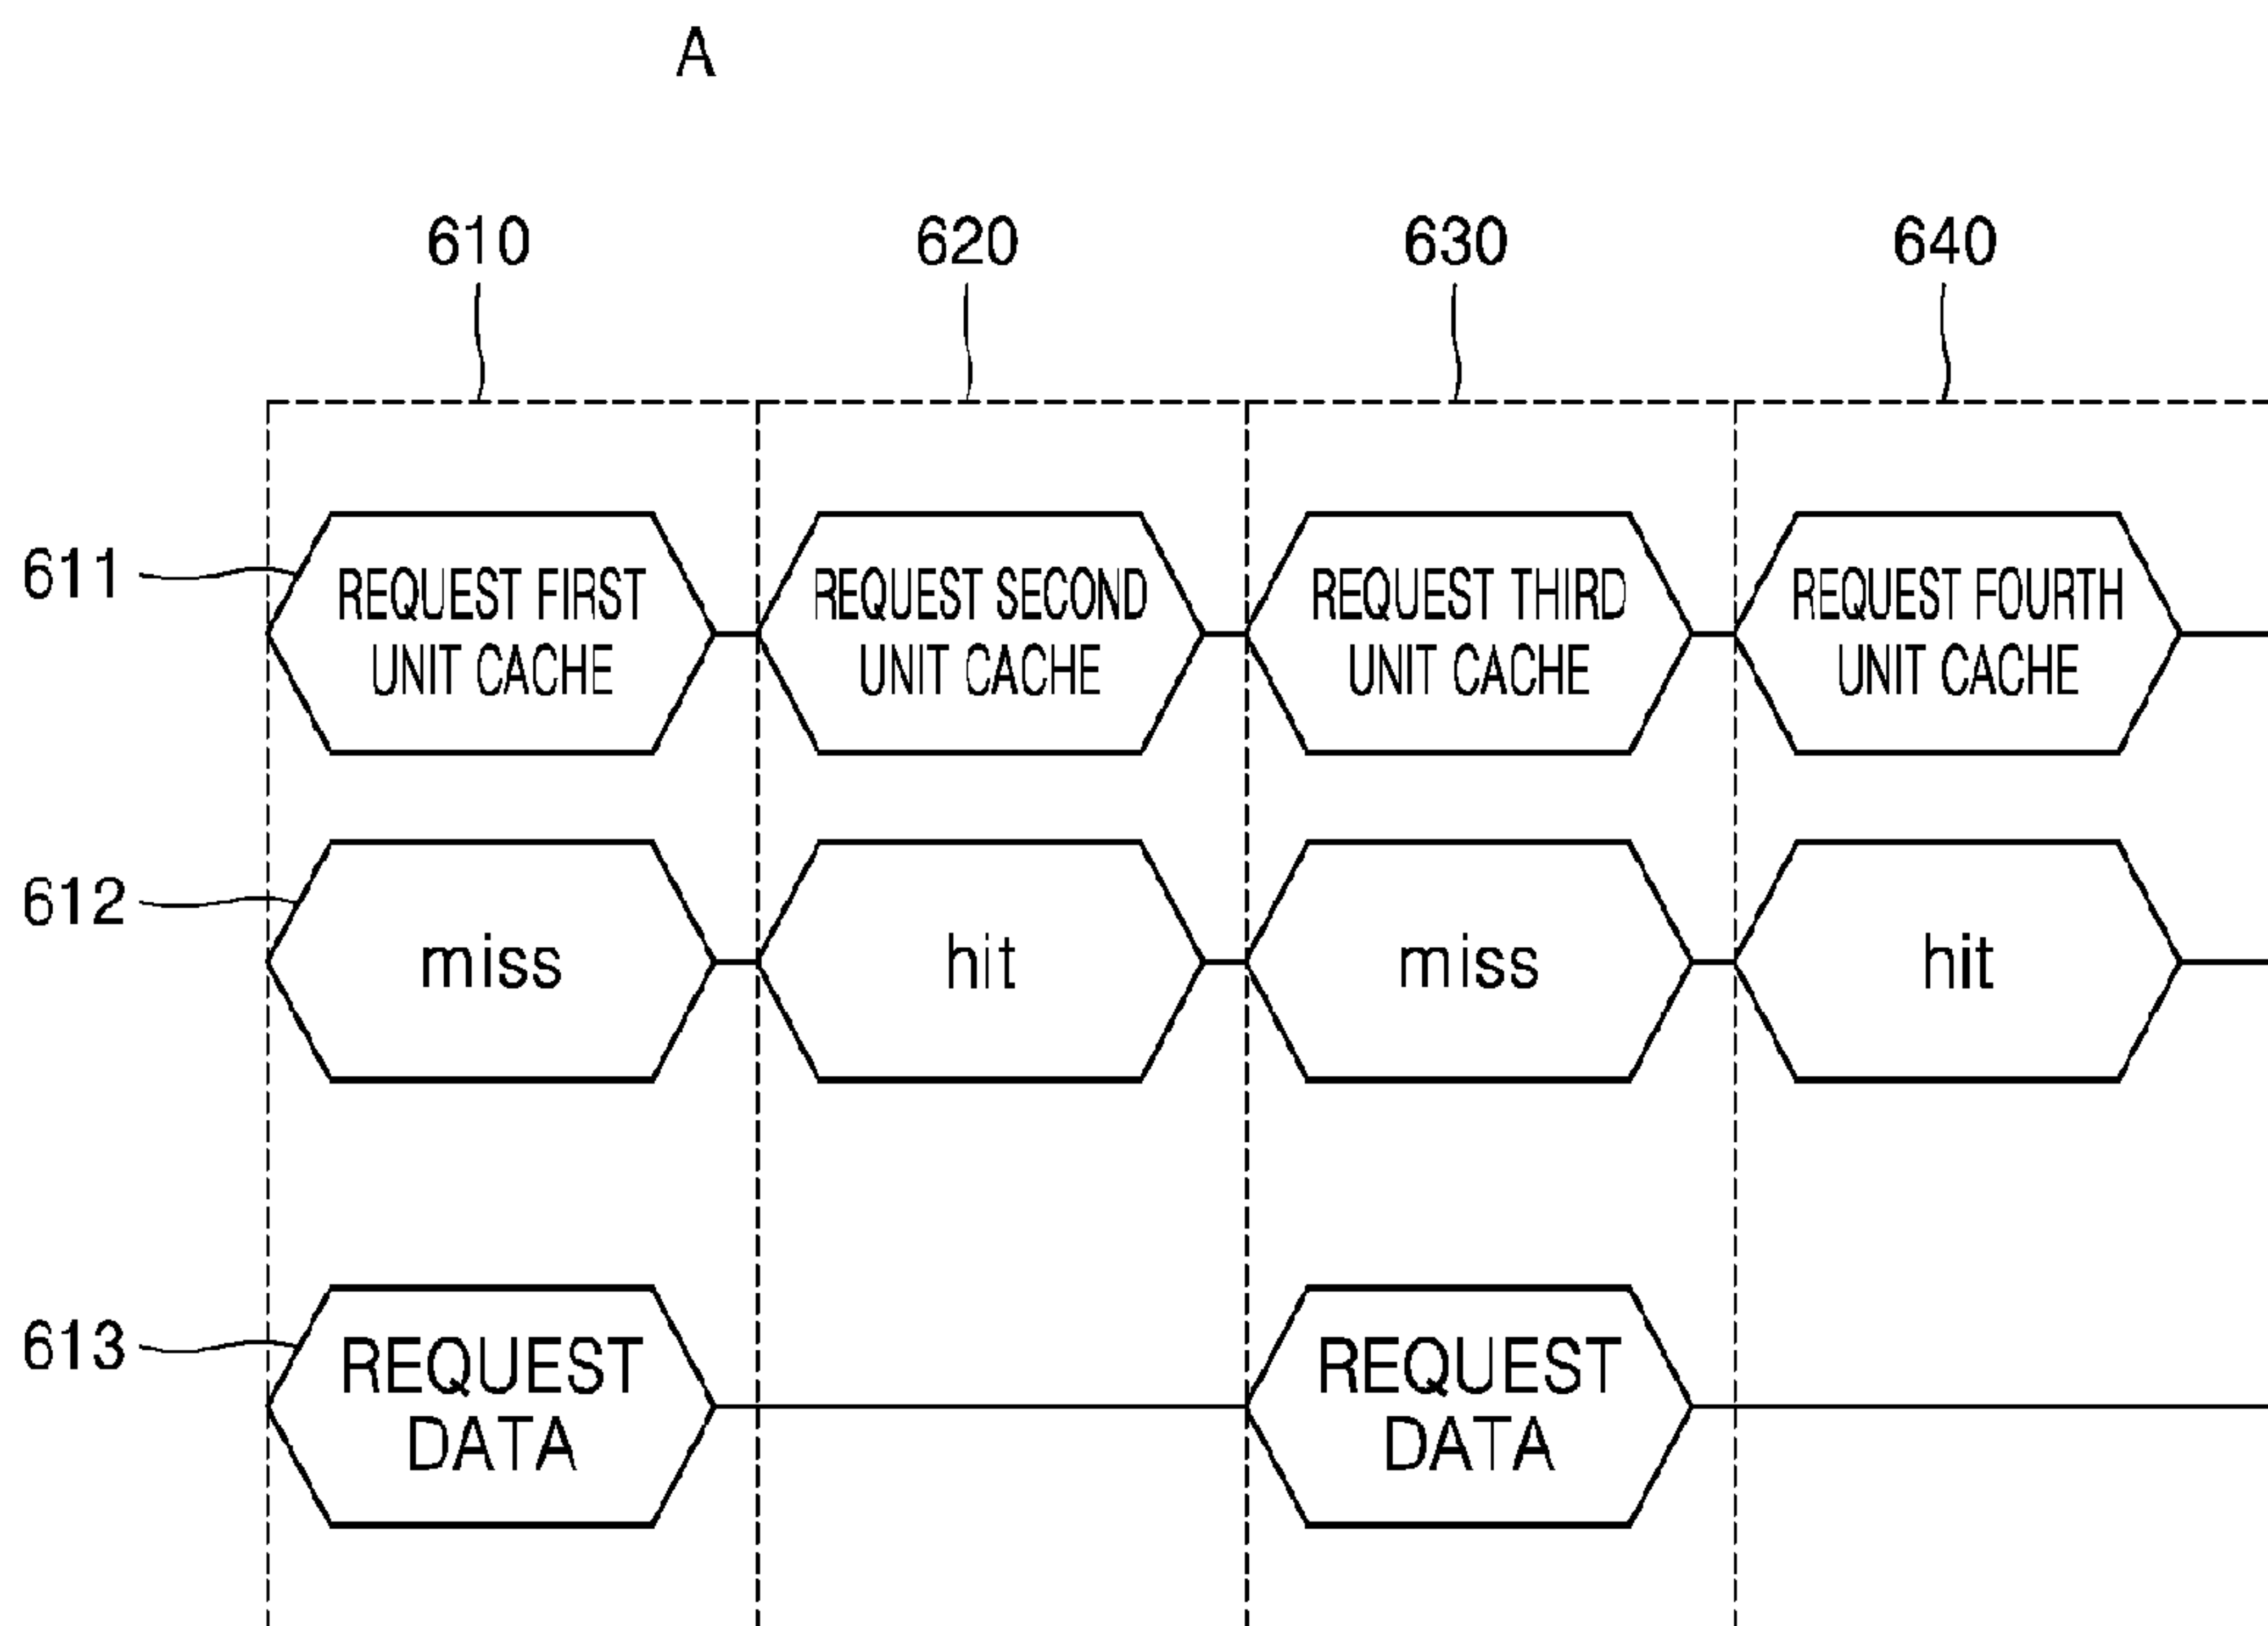 A
610 620 630 640
611 REQUEST FIRST REQUEST SECOND REQUEST THIRD REQUEST FOURTH
UNIT CACHE UNIT CACHE UNIT CACHE UNIT CACHE
612 miss hit miss hit
613 REQUEST REQUEST
DATA DATA